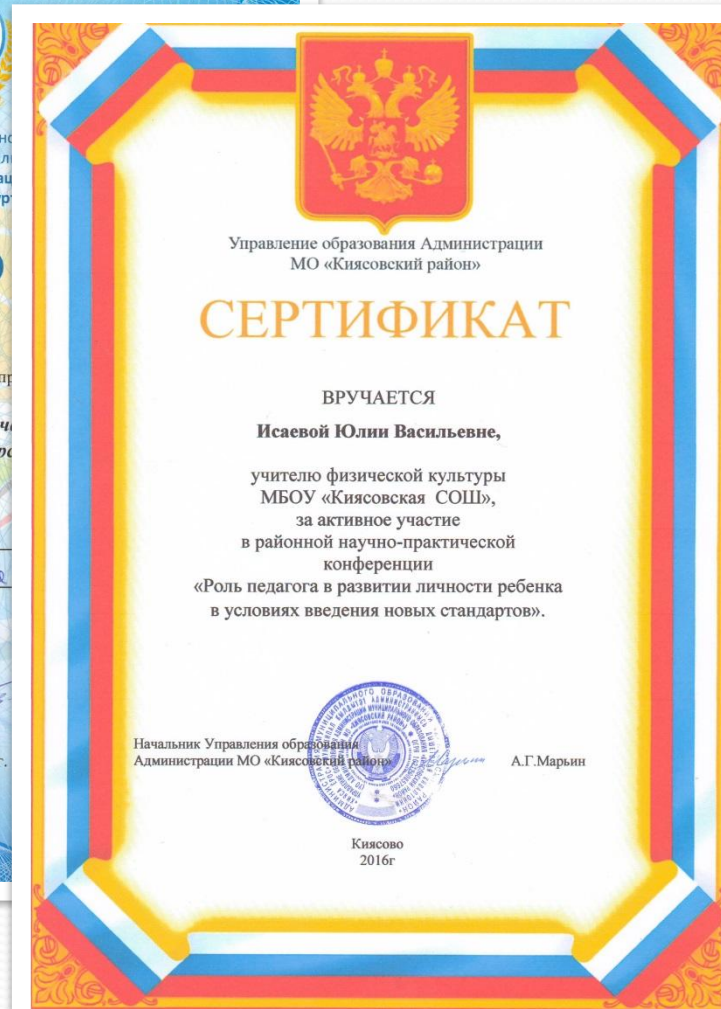 Управление образования Администрации
МО «Киясовский район»
СЕРТИФИКАТ
ВРУЧАЕТСЯ
Исаевой Юлии Васильевне,
учителю физической культуры
МБОУ «Киясовская СОШ»,
за активное участие
в районной научно-практической
конференции
«Роль педагога в развитии личности ребенка
в условиях введения новых стандартов».
Начальник Управления образования
Администрации МО «Киясовский район» А.Г.Марьин
Киясово
2016г